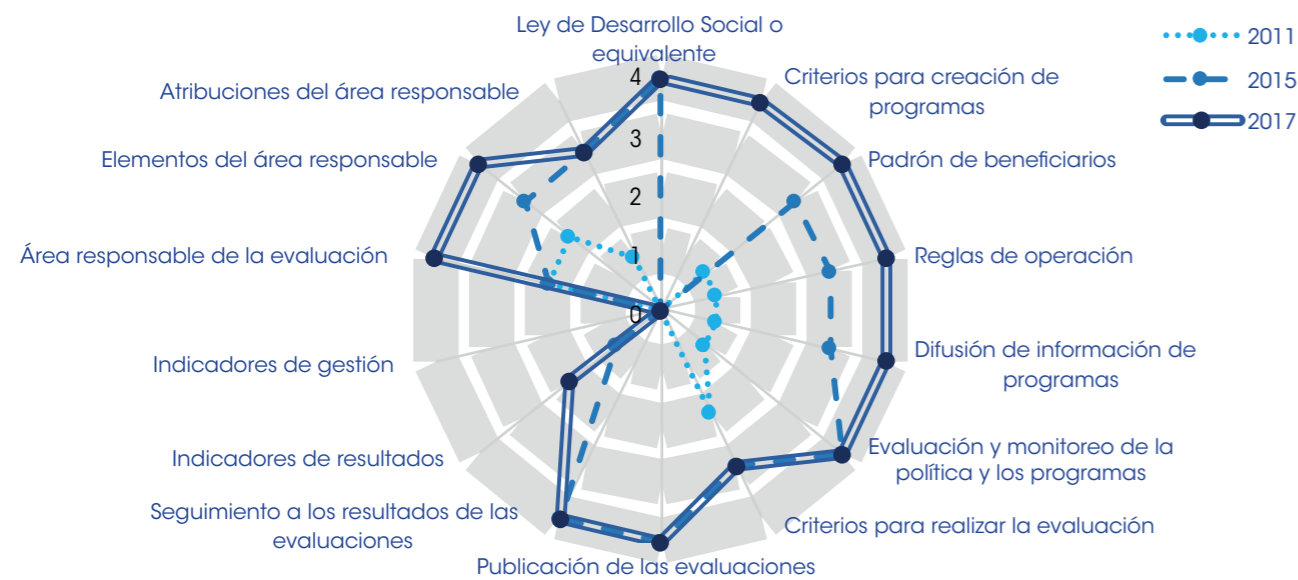 Ley de Desarrollo Social o
equivalente
2011
2015
2017
Criterios para creación de
programas
Padrón de beneficiarios
Reglas de operación
Difusión de información de
programas
Evaluación y monitoreo de la
política y los programas
Criterios para realizar la evaluación
Publicación de las evaluaciones
Seguimiento a los resultados de las
evaluaciones
Indicadores de resultados
Indicadores de gestión
Área responsable de la evaluación
Elementos del área responsable
Atribuciones del área responsable
4
3
2
1
0